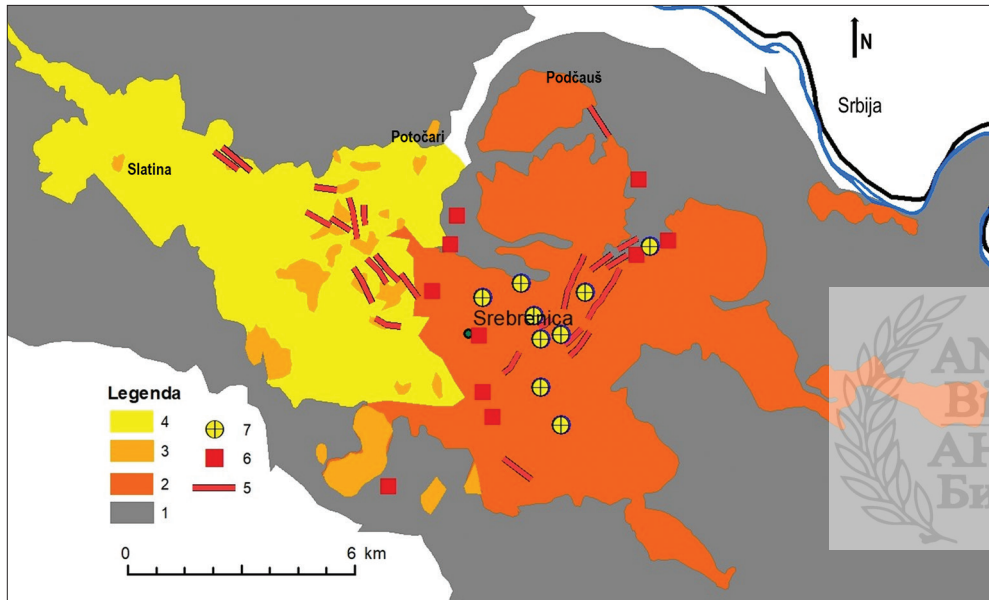 N
Podčauš
Srbija
Potočari
Slatina
Srebrenica
Legenda
4
7
3
6
2
5
1
0
6 km